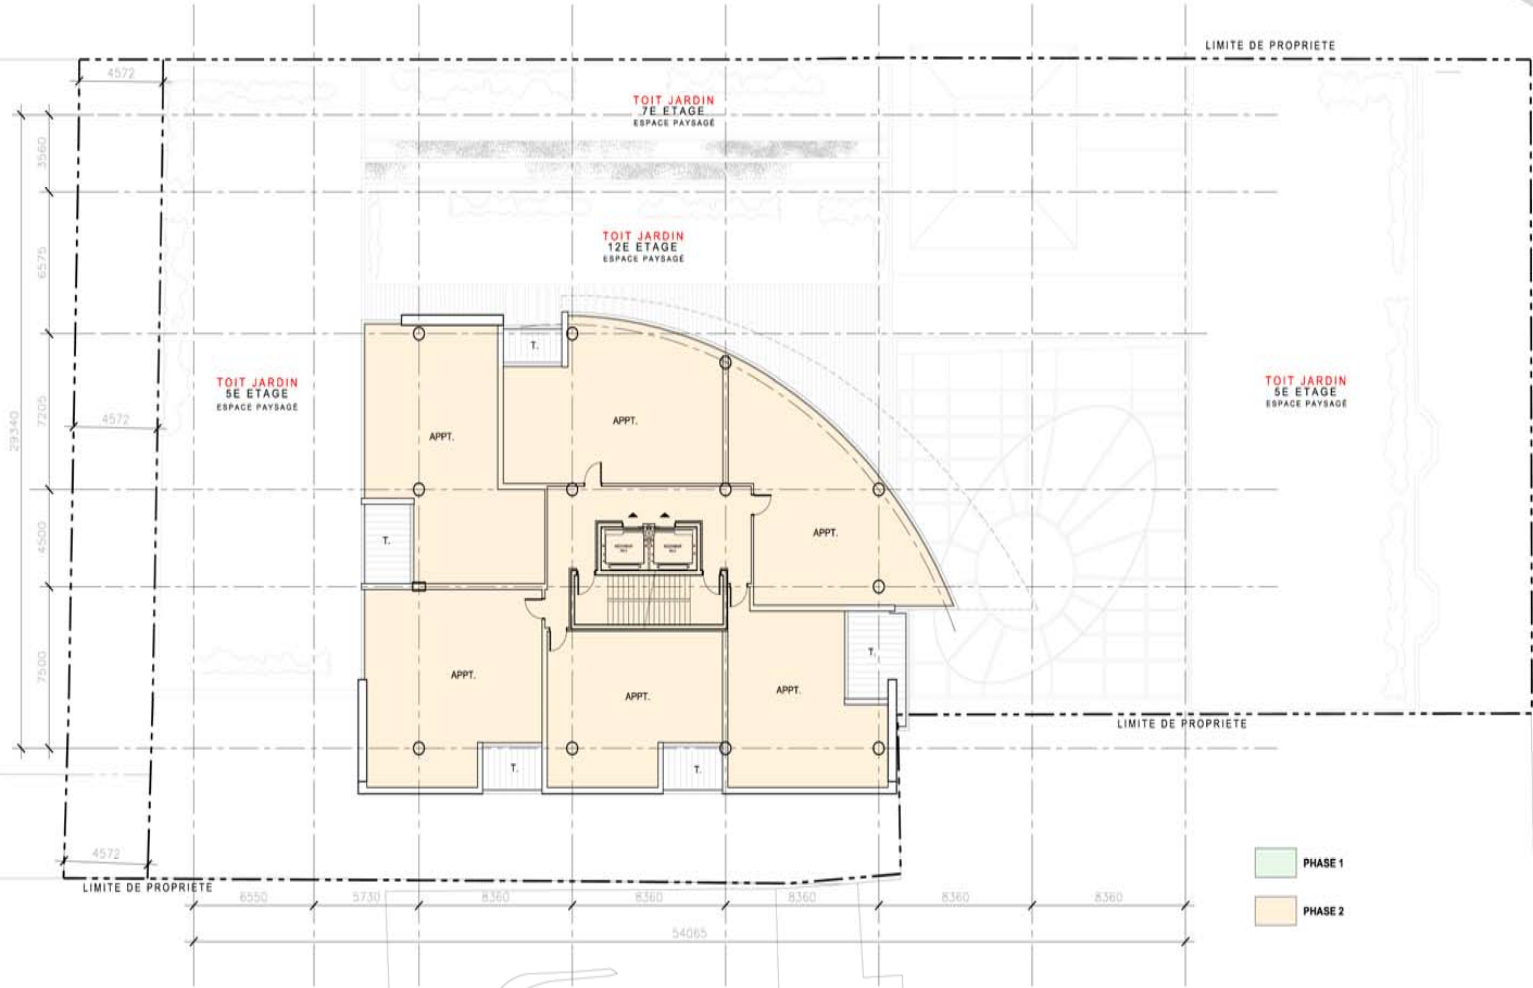 LIMITE DE PROPRIETE
4572
TOIT JARDIN
7E ETAGE
ESPACE PAYSAGÉ
3560
TOIT JARDIN
12E ETAGE
ESPACE PAYSAGÉ
6575
T.
TOIT JARDIN
5E ETAGE
ESPACE PAYSAGÉ
TOIT JARDIN
5E ETAGE
ESPACE PAYSAGÉ
7205
29340
4572
APPT.
APPT.
4500
T.
APPT.
7500
T.
APPT.
APPT.
APPT.
LIMITE DE PROPRIETE
T.
T.
4572
LIMITE DE PROPRIETE
PHASE 1
6550
5730
8360
8360
8360
8360
8360
PHASE 2
54065